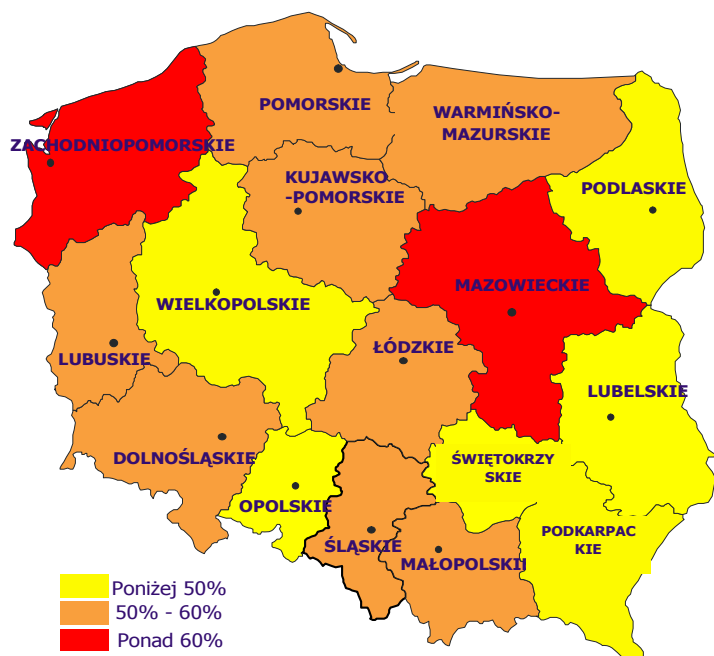 POMORSKIE
WARMIŃSKO-
MAZURSKIE
ZACHODNIOPOMORSKIE
KUJAWSKO
-POMORSKIE
PODLASKIE
WIELKOPOLSKIE
MAZOWIECKIE
LUBUSKIE
ŁÓDZKIE
LUBELSKIE
DOLNOŚLĄSKIE
ŚWIĘTOKRZY
SKIE
OPOLSKIE
PODKARPAC
KIE
ŚLĄSKIE
MAŁOPOLSKI
Poniżej 50%
50% - 60%
Ponad 60%